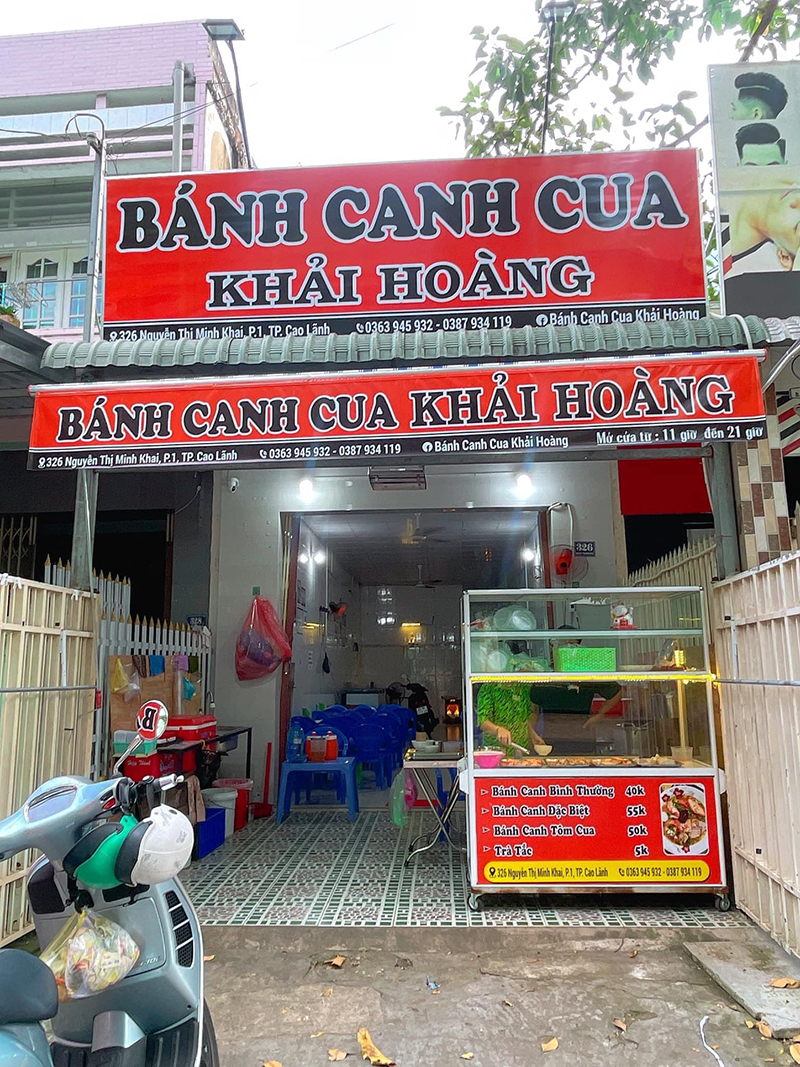 BÁNH CANH CUA
KHẢI HOÀNG
326 Nguyễn Thị Minh Khai, P.1, TP. Cao Lãnh 0363 945 932 - 0387 934 119 Bánh Canh Cua Khải Hoàng
BÁNH CANH CUA KHẢI HOÀNG
326 Nguyễn Thị Minh Khai, P.1, TP. Cao Lãnh 0363 945 932 - 0387 934 119 Bánh Canh Cua Khải Hoàng Mở cửa từ : 11 giờ đến 21 giờ
326
328
B
Bánh Canh Bình Thường 40k
Bánh Canh Đặc Biệt 55k
Bánh Canh Tôm Cua 50k
Trà Tắc 5k
326 Nguyễn Thị Minh Khai, P.1, TP. Cao Lãnh 0363 945 932 - 0387 934 119